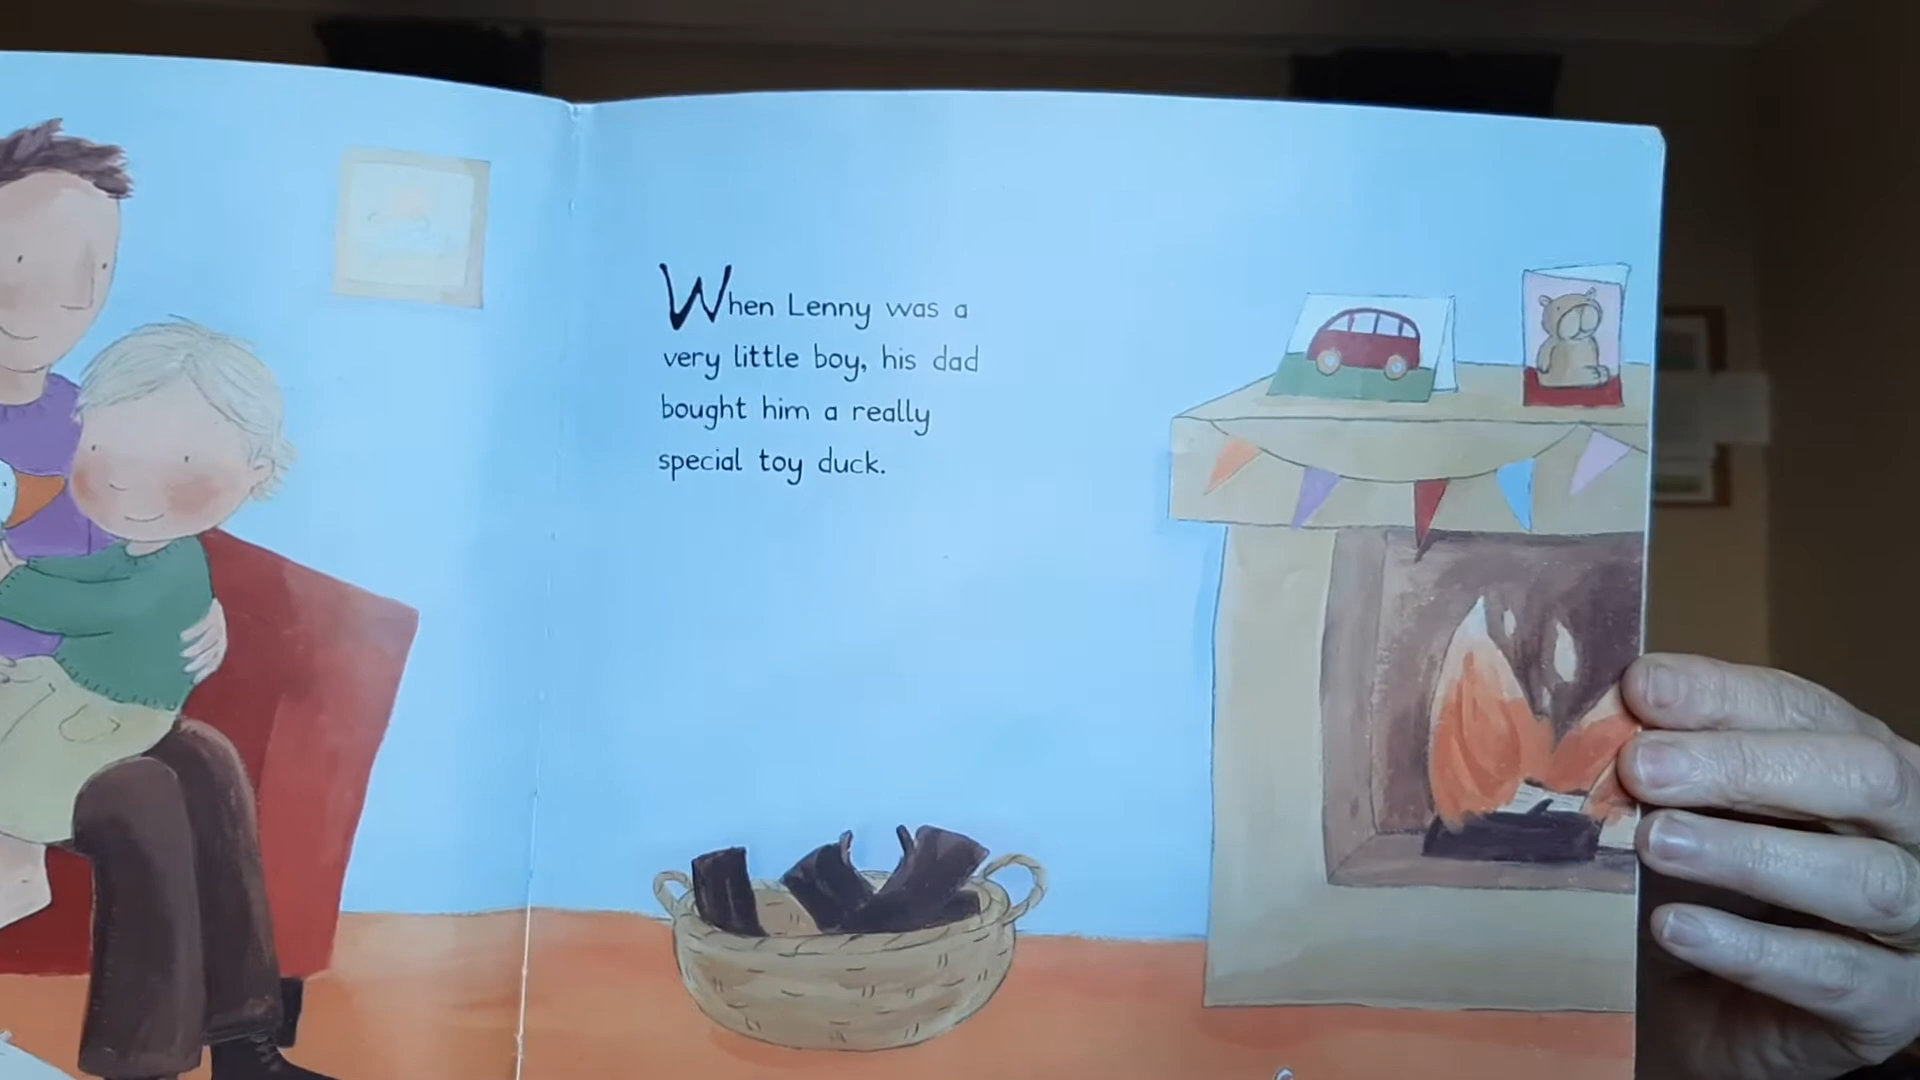 When Lenny was a
very little boy, his dad
bought him a really
special toy duck.